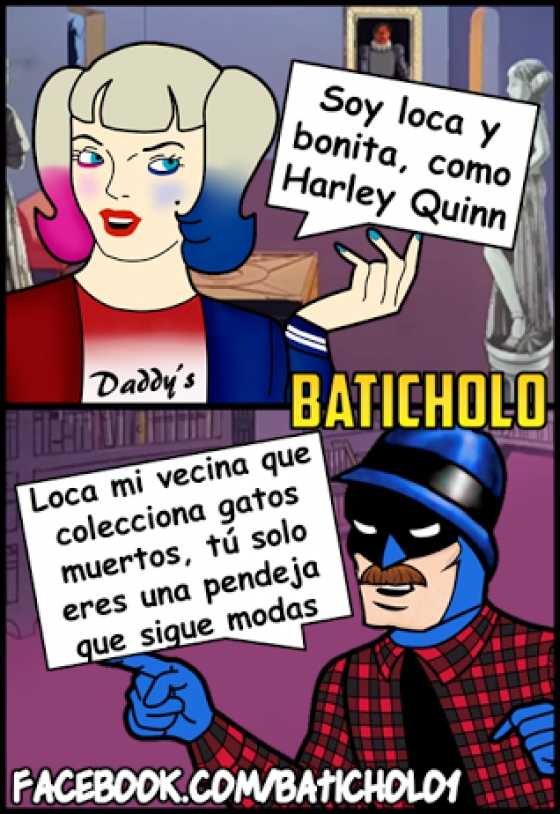 Soy loca y
bonita, como
Harley Quinn
Daddy's
BATICHOLO
Loca mi vecina que
colecciona gatos
muertos, tú solo
eres una pendeja
que sigue modas
FACEBOOK.COM/BATICHOLO1